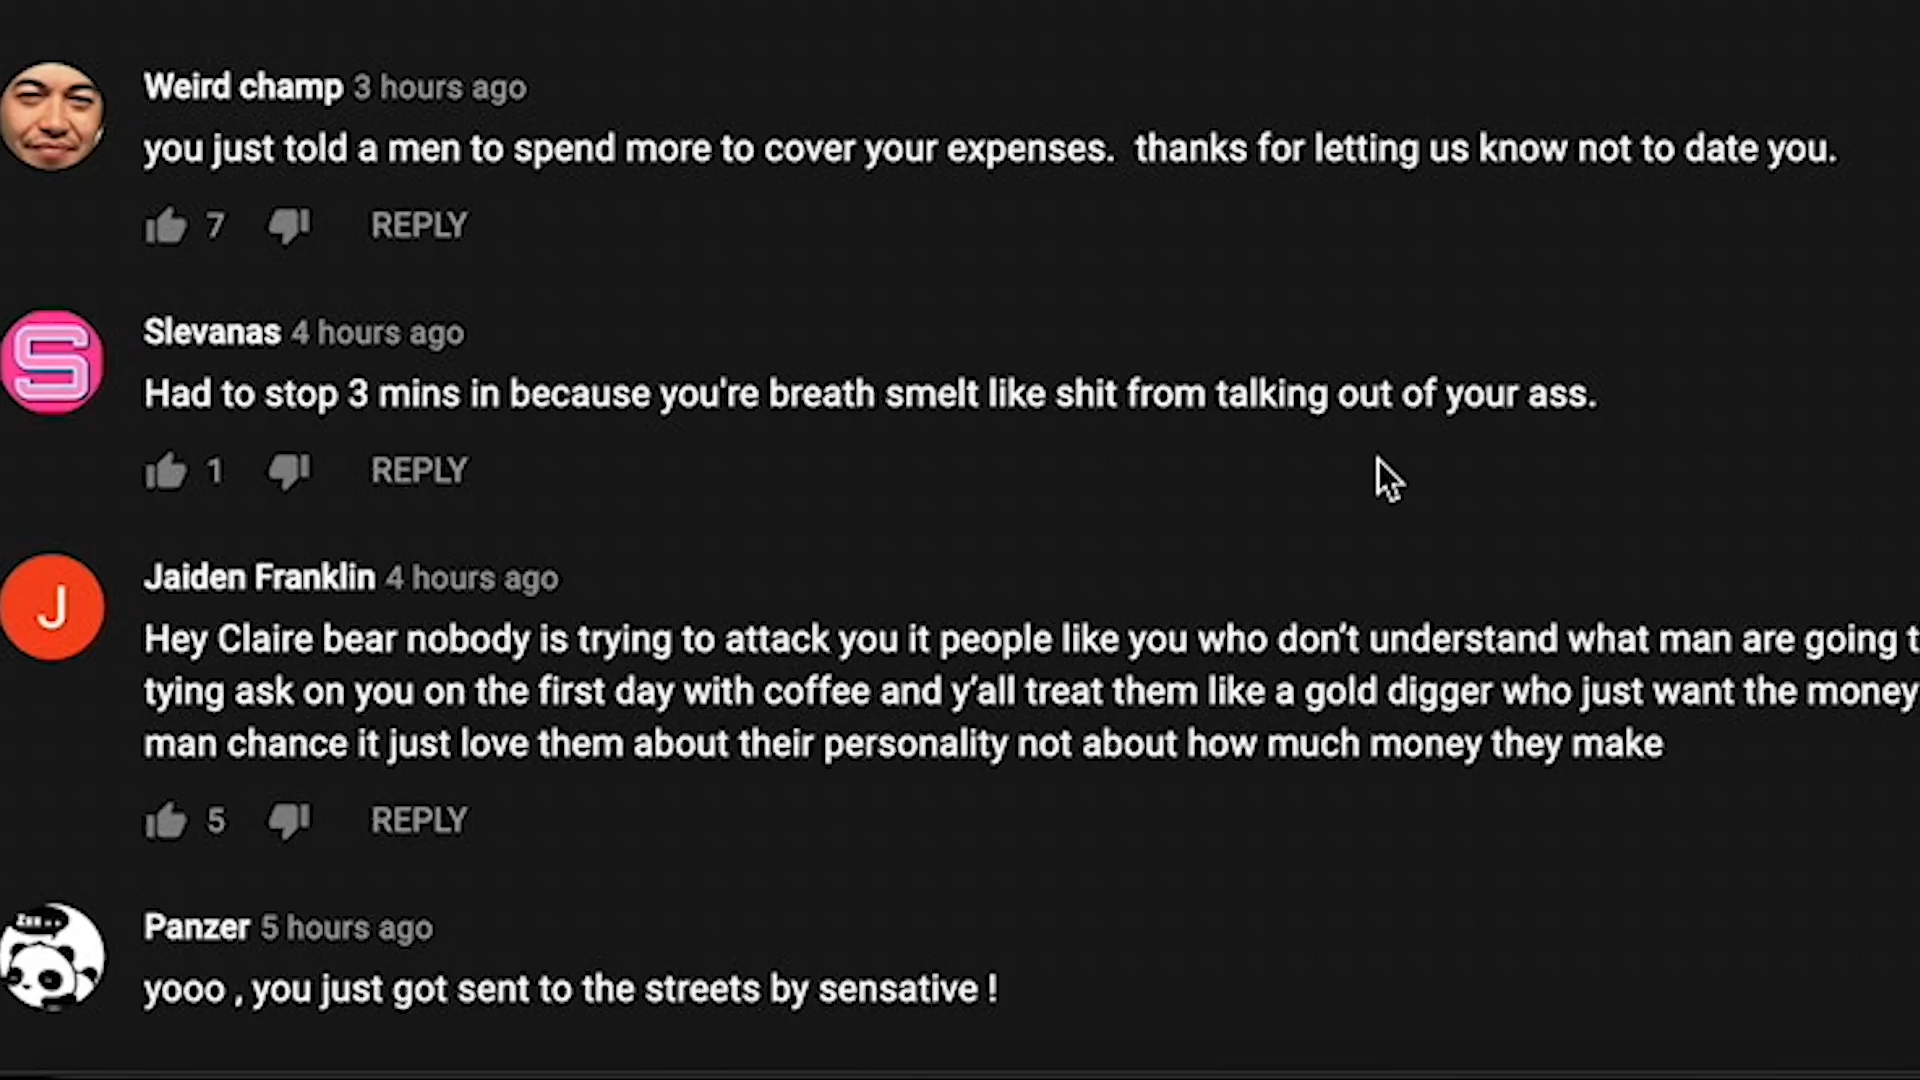 Weird champ 3 hours ago
you just told a men to spend more to cover your expenses.  thanks for letting us know not to date you.
7 REPLY
S
Slevanas 4 hours ago
Had to stop 3 mins in because you're breath smelt like shit from talking out of your ass.
1 REPLY
J
Jaiden Franklin 4 hours ago
Hey Claire bear nobody is trying to attack you it people like you who don’t understand what man are going t
tying ask on you on the first day with coffee and y’all treat them like a gold digger who just want the money
man chance it just love them about their personality not about how much money they make
5 REPLY
Panzer 5 hours ago
yooo , you just got sent to the streets by sensative !